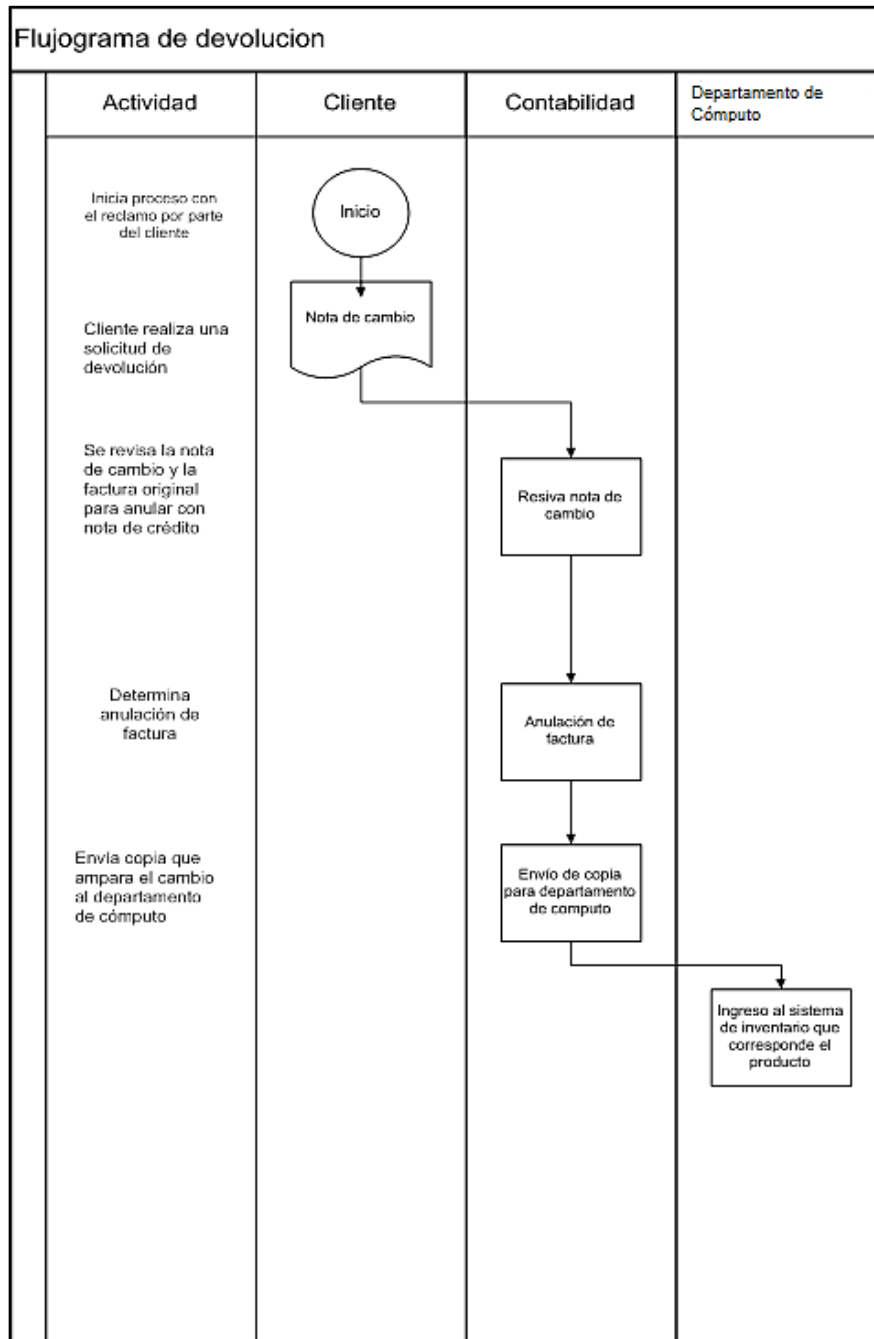 Flujograma de devolucion
Actividad
Cliente
Contabilidad
Departamento de
Cómputo
Inicia proceso con
el reclamo por parte
del cliente
Inicio
Cliente realiza una
solicitud de
devolución
Nota de cambio
Se revisa la nota
de cambio y la
factura original
para anular con
nota de crédito
Resiva nota de
cambio
Determina
anulación de
factura
Anulación de
factura
Envía copia que
ampara el cambio
al departamento
de cómputo
Envío de copia
para departamento
de computo
Ingreso al sistema
de inventario que
corresponde el
producto